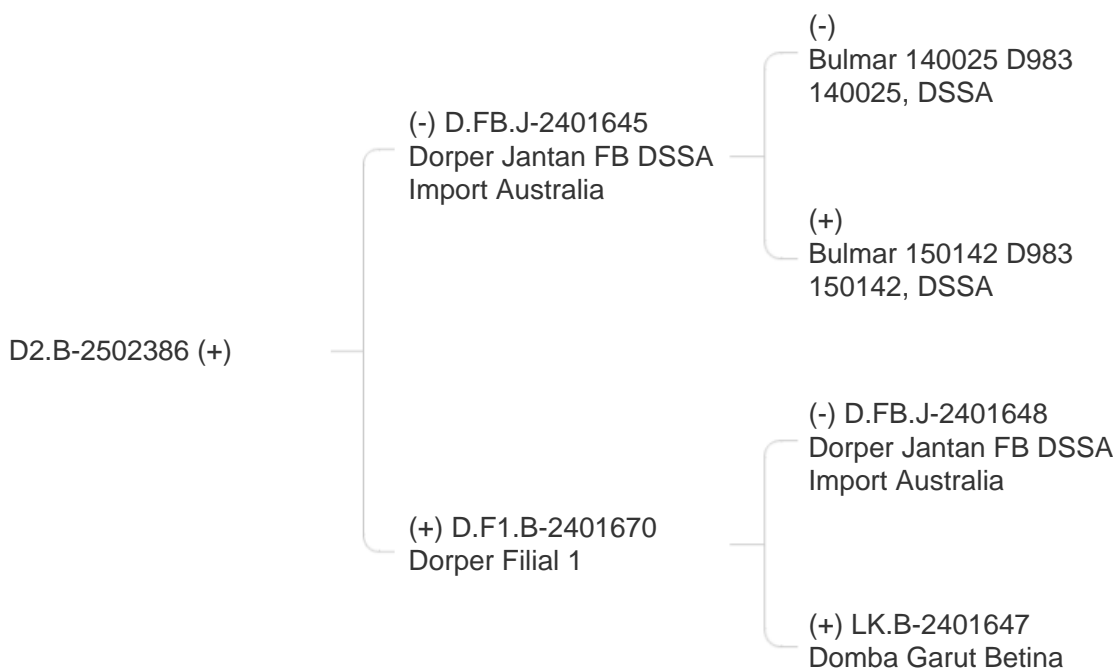 D2.B-2502386 (+)
(-) D.FB.J-2401645
Dorper Jantan FB DSSA
Import Australia
(-)
Bulmar 140025 D983
140025, DSSA
(+)
Bulmar 150142 D983
150142, DSSA
(+) D.F1.B-2401670
Dorper Filial 1
(-) D.FB.J-2401648
Dorper Jantan FB DSSA
Import Australia
(+) LK.B-2401647
Domba Garut Betina